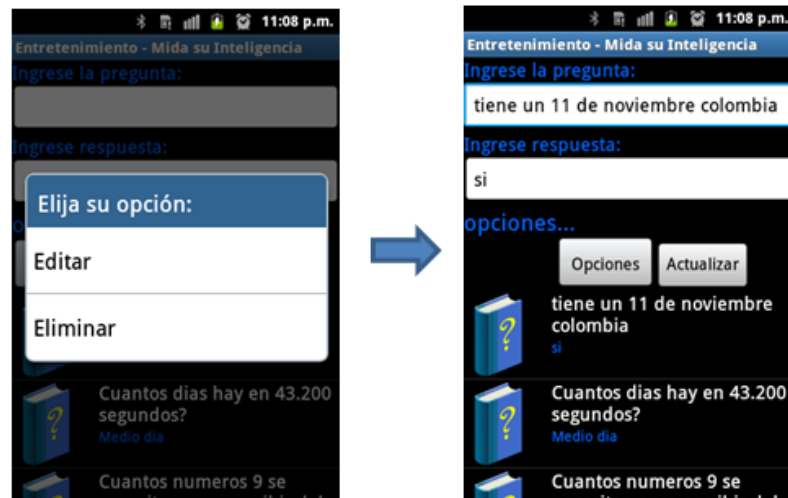 11:08 p.m.
Entretenimiento - Mida su Inteligencia
Ingrese la pregunta:
Ingrese respuesta:
Elija su opción:
Editar
Eliminar
Cuantos dias hay en 43.200
segundos?
Medio dia
Cuantos numeros 9 se
11:08 p.m.
Entretenimiento - Mida su Inteligencia
Ingrese la pregunta:
tiene un 11 de noviembre colombia
Ingrese respuesta:
si
opciones...
Opciones
Actualizar
tiene un 11 de noviembre
colombia
si
Cuantos dias hay en 43.200
segundos?
Medio dia
Cuantos numeros 9 se